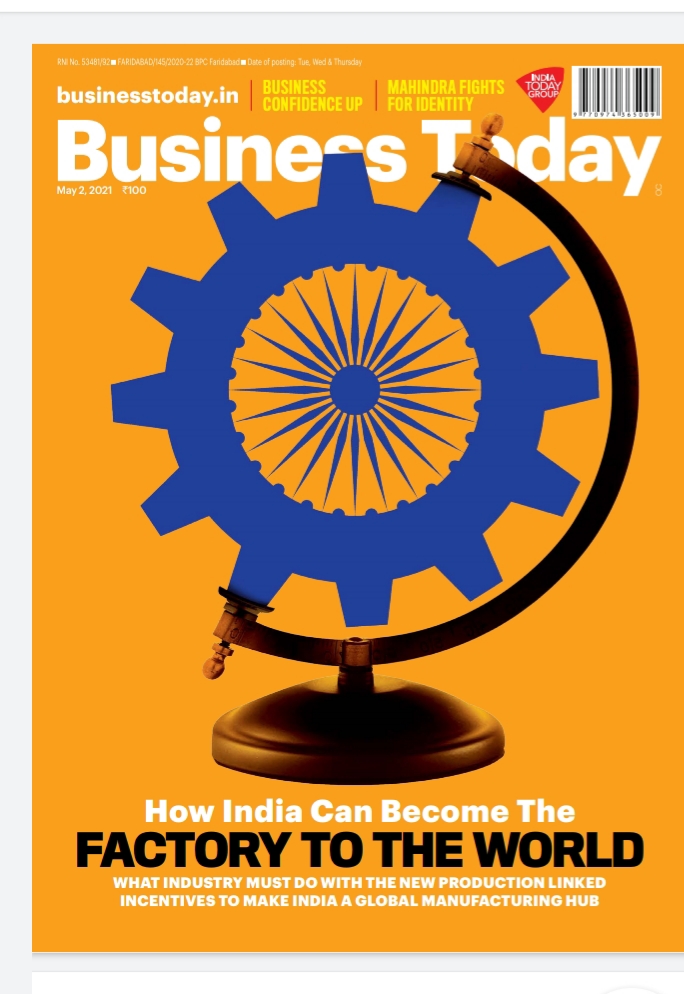 RNI No. 53481/92 ■ FARIDABAD/145/2020-22 BPC Faridabad ■ Date of posting: Tue, Wed & Thursday
businesstoday.in
BUSINESS
CONFIDENCE UP
MAHINDRA FIGHTS
FOR IDENTITY
INDIA
TODAY
GROUP
9 770974 365009
Business Today
May 2, 2021 ₹100
How India Can Become The
FACTORY TO THE WORLD
WHAT INDUSTRY MUST DO WITH THE NEW PRODUCTION LINKED
INCENTIVES TO MAKE INDIA A GLOBAL MANUFACTURING HUB